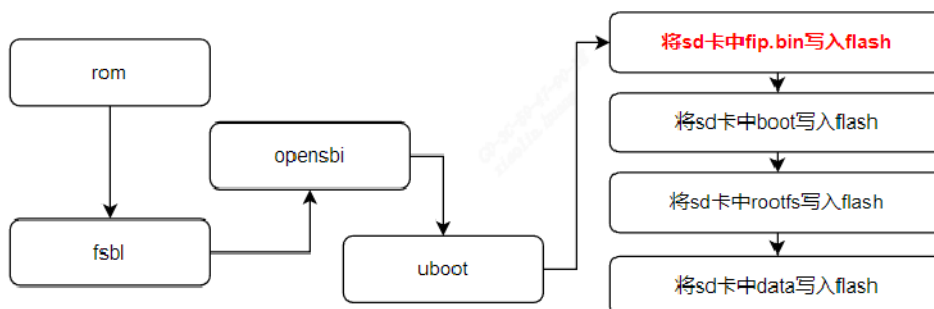 rom
fsbl
opensbi
uboot
将sd卡中fip.bin写入flash
将sd卡中boot写入flash
将sd卡中rootfs写入flash
将sd卡中data写入flash